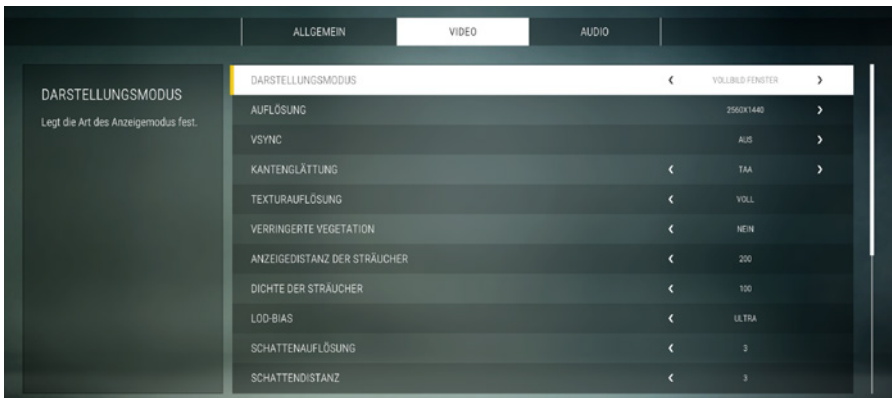 ALLGEMEIN VIDEO AUDIO
DARSTELLUNGSMODUS
Legt die Art des Anzeigemodus fest.
DARSTELLUNGSMODUS VOLLBILD FENSTER
AUFLÖSUNG 2560X1440
VSYNC AUS
KANTENGLÄTTUNG TAA
TEXTURAUFLÖSUNG VOLL
VERRINGERTE VEGETATION NEIN
ANZEIGEDISTANZ DER STRÄUCHER 200
DICHTE DER STRÄUCHER 100
LOD-BIAS ULTRA
SCHATTENAUFLÖSUNG 3
SCHATTENDISTANZ 3